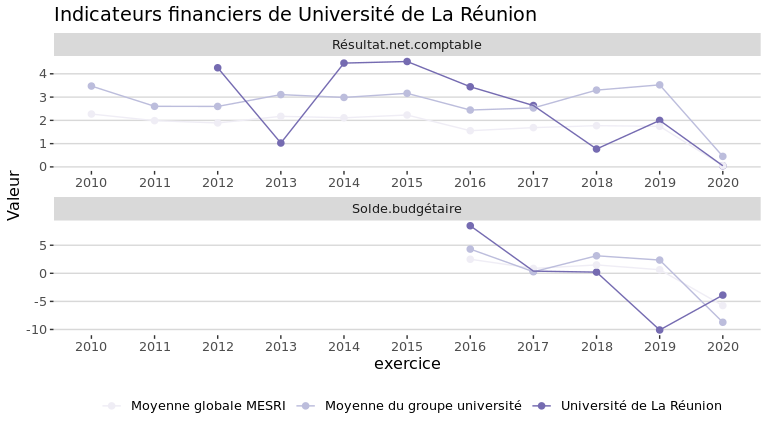 Indicateurs financiers de Université de La Réunion
Résultat.net.comptable
4
3
2
1
0
2010 2011 2012 2013 2014 2015 2016 2017 2018 2019 2020
Valeur
Solde.budgétaire
5
0
-5
-10
2010 2011 2012 2013 2014 2015 2016 2017 2018 2019 2020
exercice
Moyenne globale MESRI Moyenne du groupe université Université de La Réunion